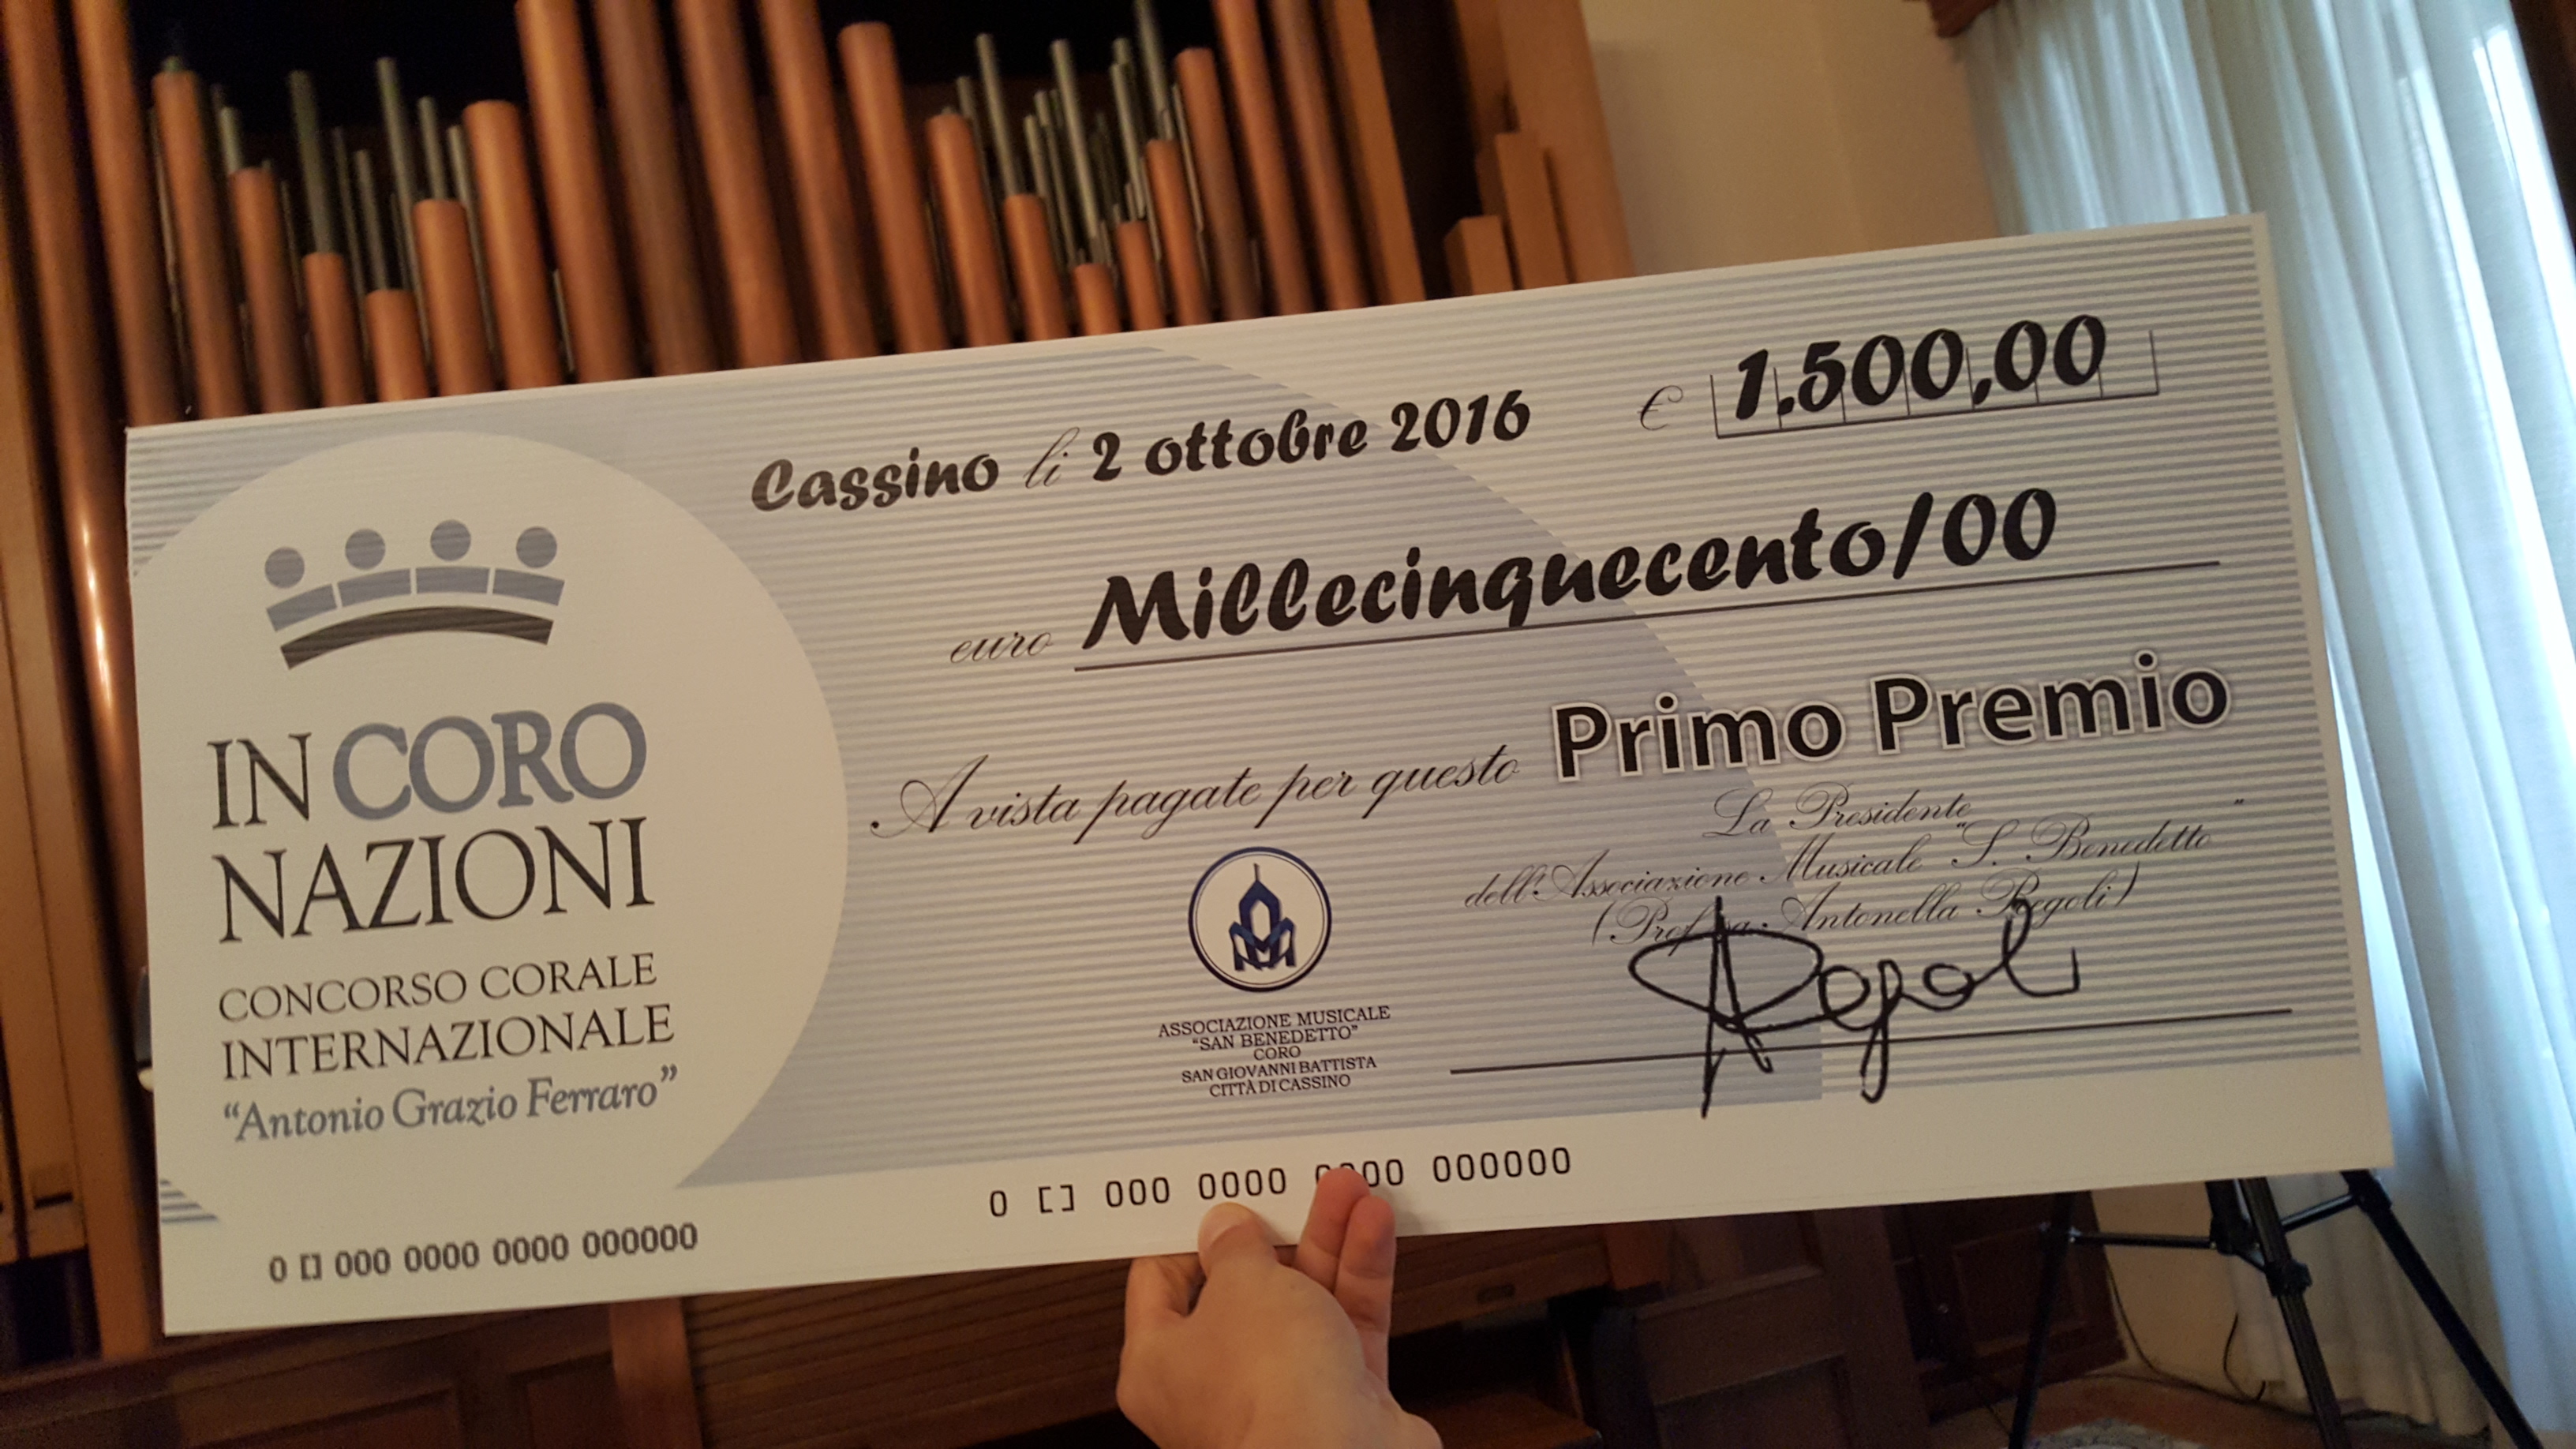 Cassino li 2 ottobre 2016 € 1.500,00
euro Millecinquecento/00
A vista pagate per questo Primo Premio
La Presidente
dell'Associazione Musicale "S. Benedetto"
(Prof.ssa Antonella Regoli)
A Regoli
IN CORO
NAZIONI
CONCORSO CORALE
INTERNAZIONALE
"Antonio Grazio Ferraro"
ASSOCIAZIONE MUSICALE
"SAN BENEDETTO"
CORO
SAN GIOVANNI BATTISTA
CITTÀ DI CASSINO
0 [] 000 0000 0000 000000
0 [] 000 0000 0000 000000